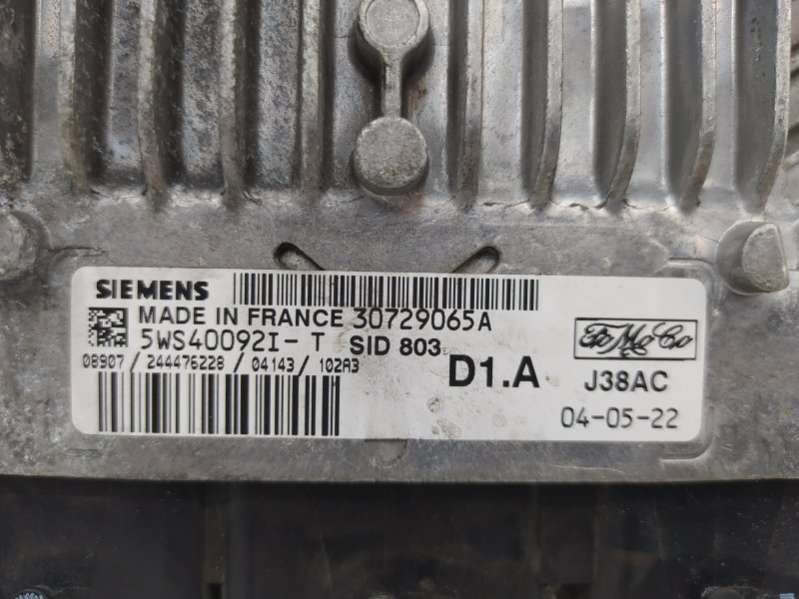 SIEMENS
MADE IN FRANCE 30729065A
5WS40092I-T SID 803
08907 / 244476228 / 04143 / 102A3
D1.A
FoMoCo
J38AC
04-05-22